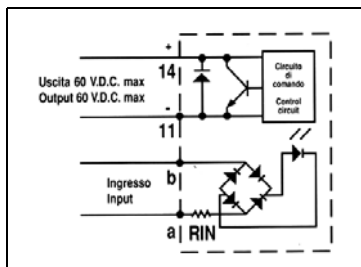 +
14
Uscita 60 V.D.C. max
Output 60 V.D.C. max
Circuito
di
comando
Control
circuit
-
11
b
Ingresso
Input
a
RIN